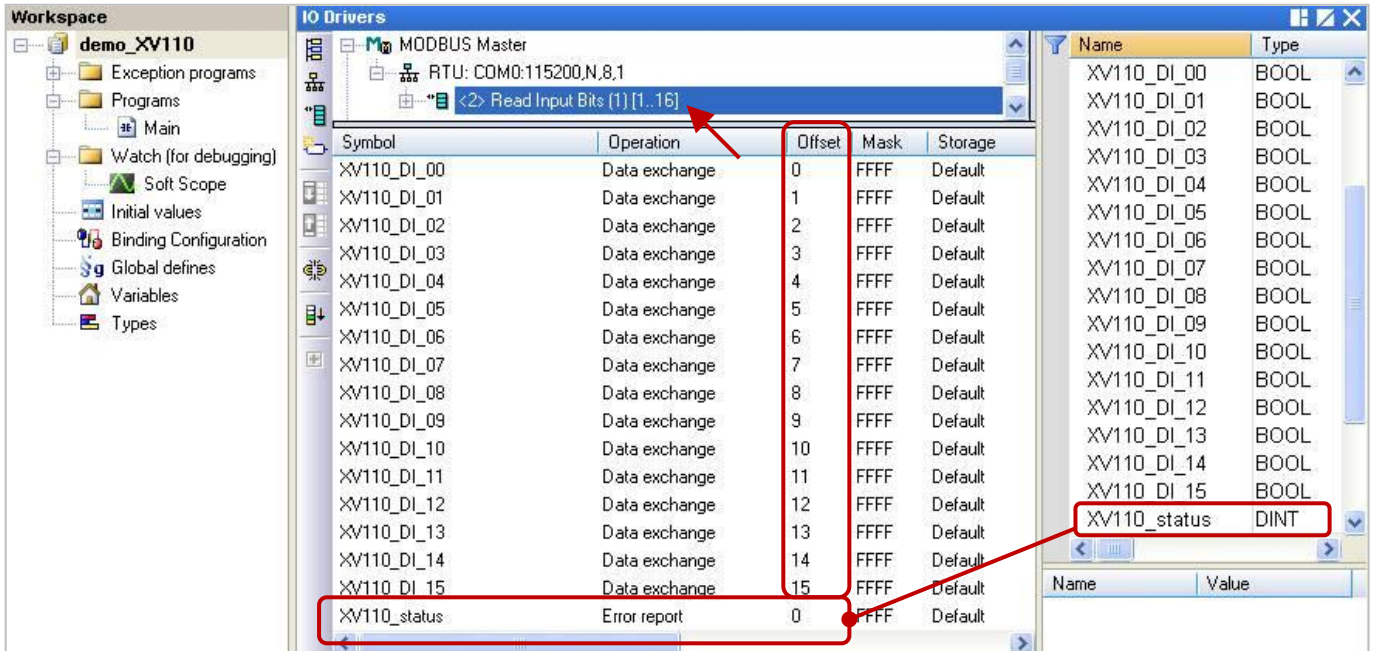 Workspace
demo_XV110
Exception programs
Programs
Main
Watch (for debugging)
Soft Scope
Initial values
Binding Configuration
Global defines
Variables
Types
IO Drivers
MODBUS Master
RTU: COM0:115200,N,8,1
<2> Read Input Bits (1) [1..16]
Symbol Operation Offset Mask Storage
XV110_DI_00 Data exchange 0 FFFF Default
XV110_DI_01 Data exchange 1 FFFF Default
XV110_DI_02 Data exchange 2 FFFF Default
XV110_DI_03 Data exchange 3 FFFF Default
XV110_DI_04 Data exchange 4 FFFF Default
XV110_DI_05 Data exchange 5 FFFF Default
XV110_DI_06 Data exchange 6 FFFF Default
XV110_DI_07 Data exchange 7 FFFF Default
XV110_DI_08 Data exchange 8 FFFF Default
XV110_DI_09 Data exchange 9 FFFF Default
XV110_DI_10 Data exchange 10 FFFF Default
XV110_DI_11 Data exchange 11 FFFF Default
XV110_DI_12 Data exchange 12 FFFF Default
XV110_DI_13 Data exchange 13 FFFF Default
XV110_DI_14 Data exchange 14 FFFF Default
XV110_DI_15 Data exchange 15 FFFF Default
XV110_status Error report 0 FFFF Default
Name Type
XV110_DI_00 BOOL
XV110_DI_01 BOOL
XV110_DI_02 BOOL
XV110_DI_03 BOOL
XV110_DI_04 BOOL
XV110_DI_05 BOOL
XV110_DI_06 BOOL
XV110_DI_07 BOOL
XV110_DI_08 BOOL
XV110_DI_09 BOOL
XV110_DI_10 BOOL
XV110_DI_11 BOOL
XV110_DI_12 BOOL
XV110_DI_13 BOOL
XV110_DI_14 BOOL
XV110_DI_15 BOOL
XV110_status DINT
Name Value